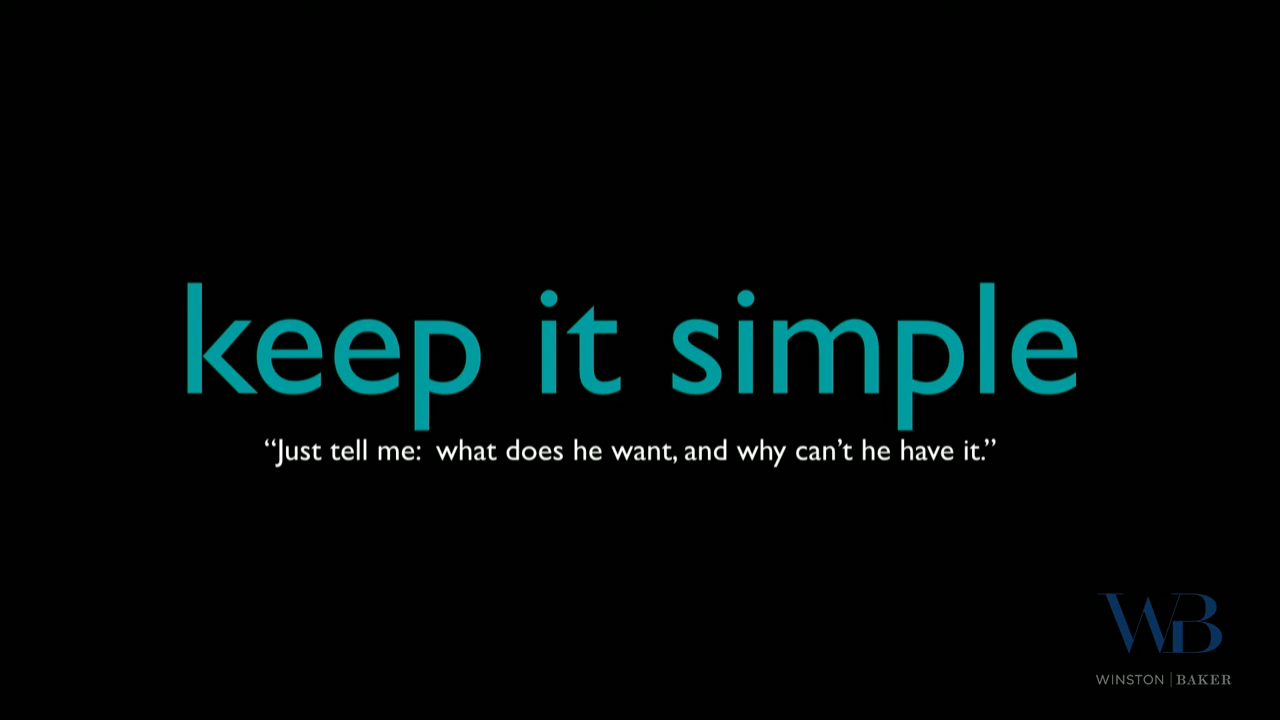 keep it simple
“Just tell me:  what does he want, and why can’t he have it.”
WB
WINSTON | BAKER